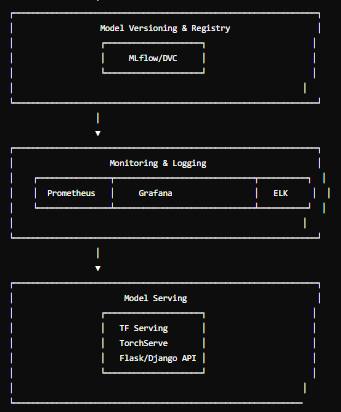 Model Versioning & Registry
MLflow/DVC
Monitoring & Logging
Prometheus Grafana ELK
Model Serving
TF Serving
TorchServe
Flask/Django API